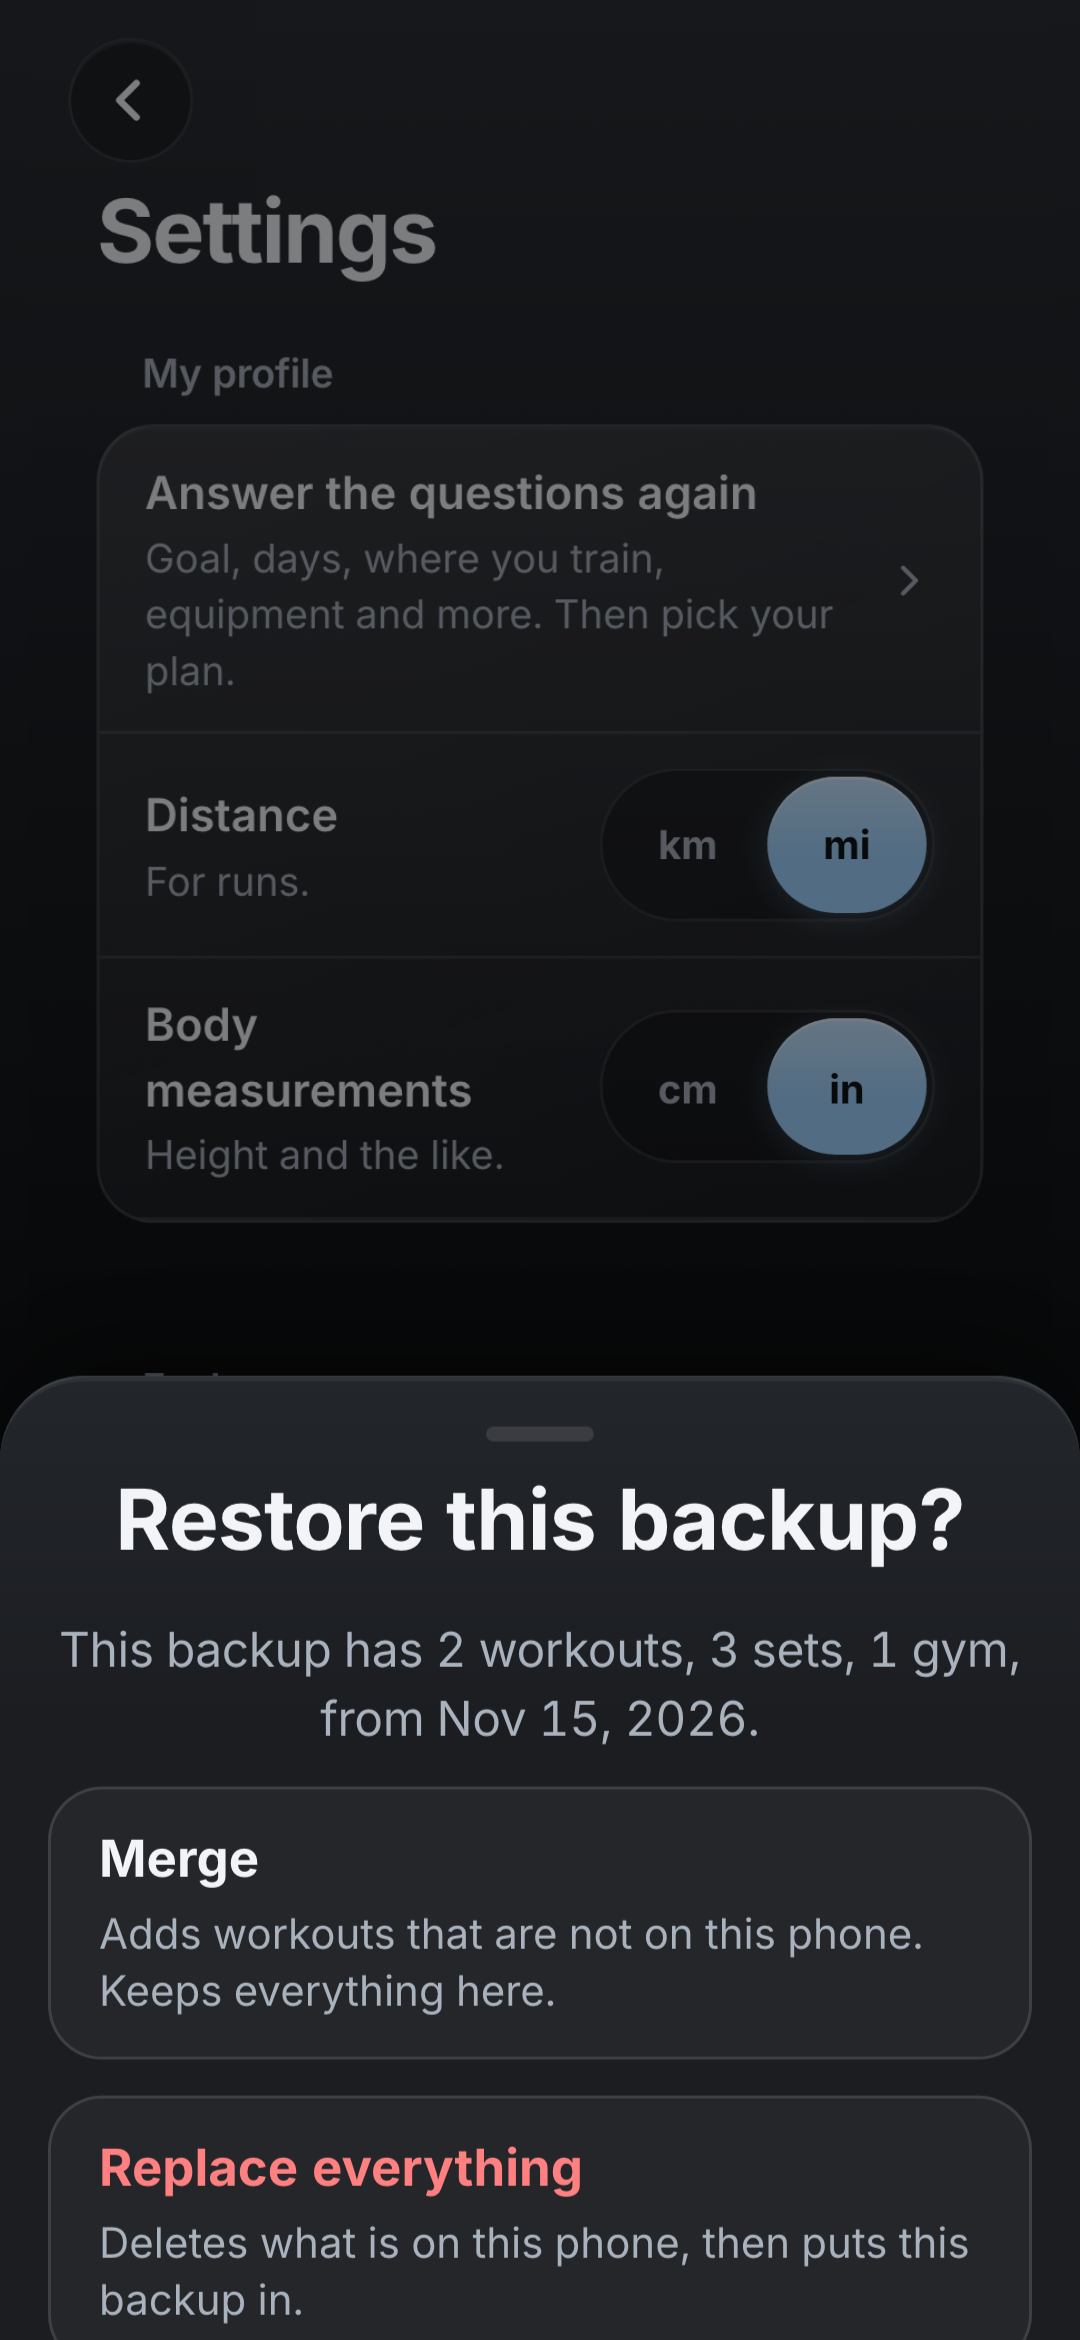 Settings
My profile
Answer the questions again
Goal, days, where you train,
equipment and more. Then pick your
plan.
Distance
For runs.
km
mi
Body
measurements
Height and the like.
cm
in
Restore this backup?
This backup has 2 workouts, 3 sets, 1 gym,
from Nov 15, 2026.
Merge
Adds workouts that are not on this phone.
Keeps everything here.
Replace everything
Deletes what is on this phone, then puts this
backup in.